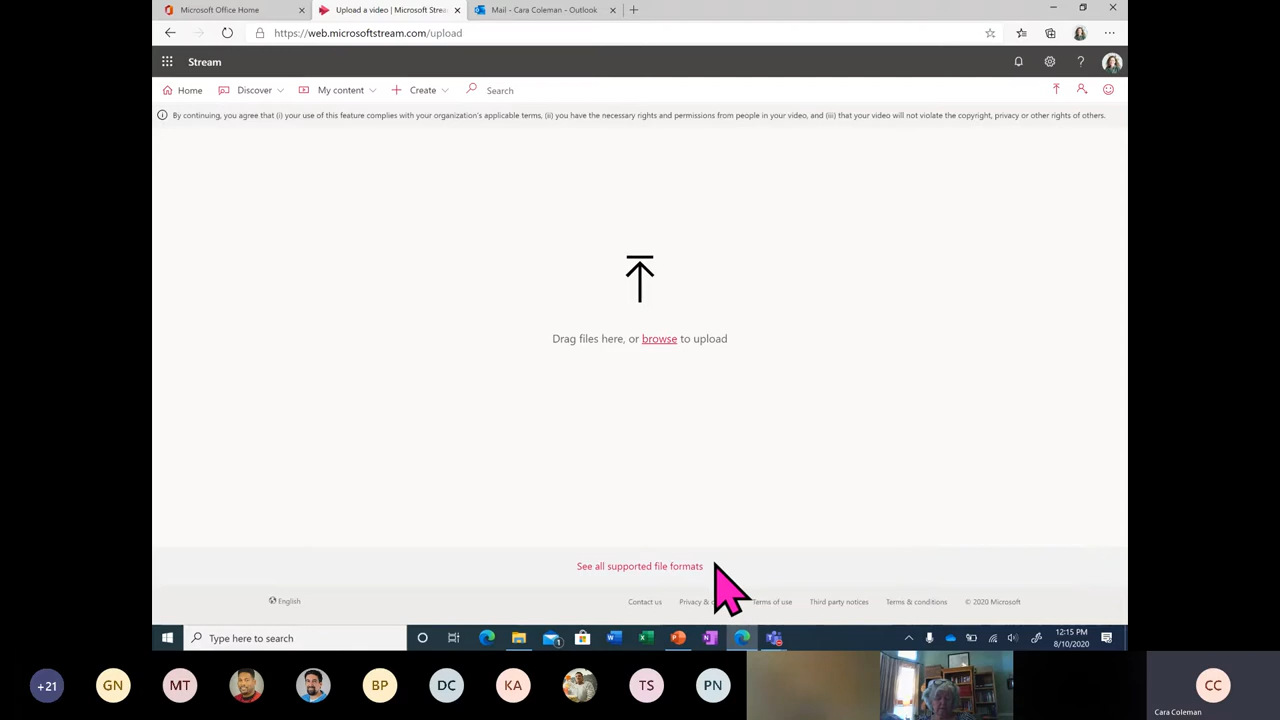 Microsoft Office Home
Upload a video | Microsoft Strea
Mail - Cara Coleman - Outlook
https://web.microsoftstream.com/upload
Stream
Home
Discover
My content
Create
Search
By continuing, you agree that (i) your use of this feature complies with your organization's applicable terms, (ii) you have the necessary rights and permissions from people in your video, and (iii) that your video will not violate the copyright, privacy or other rights of others.
Drag files here, or browse to upload
See all supported file formats
English
Contact us
Privacy &
Terms of use
Third party notices
Terms & conditions
© 2020 Microsoft
Type here to search
1
12:15 PM
8/10/2020
+21
GN
MT
BP
DC
KA
TS
PN
CC
Cara Coleman